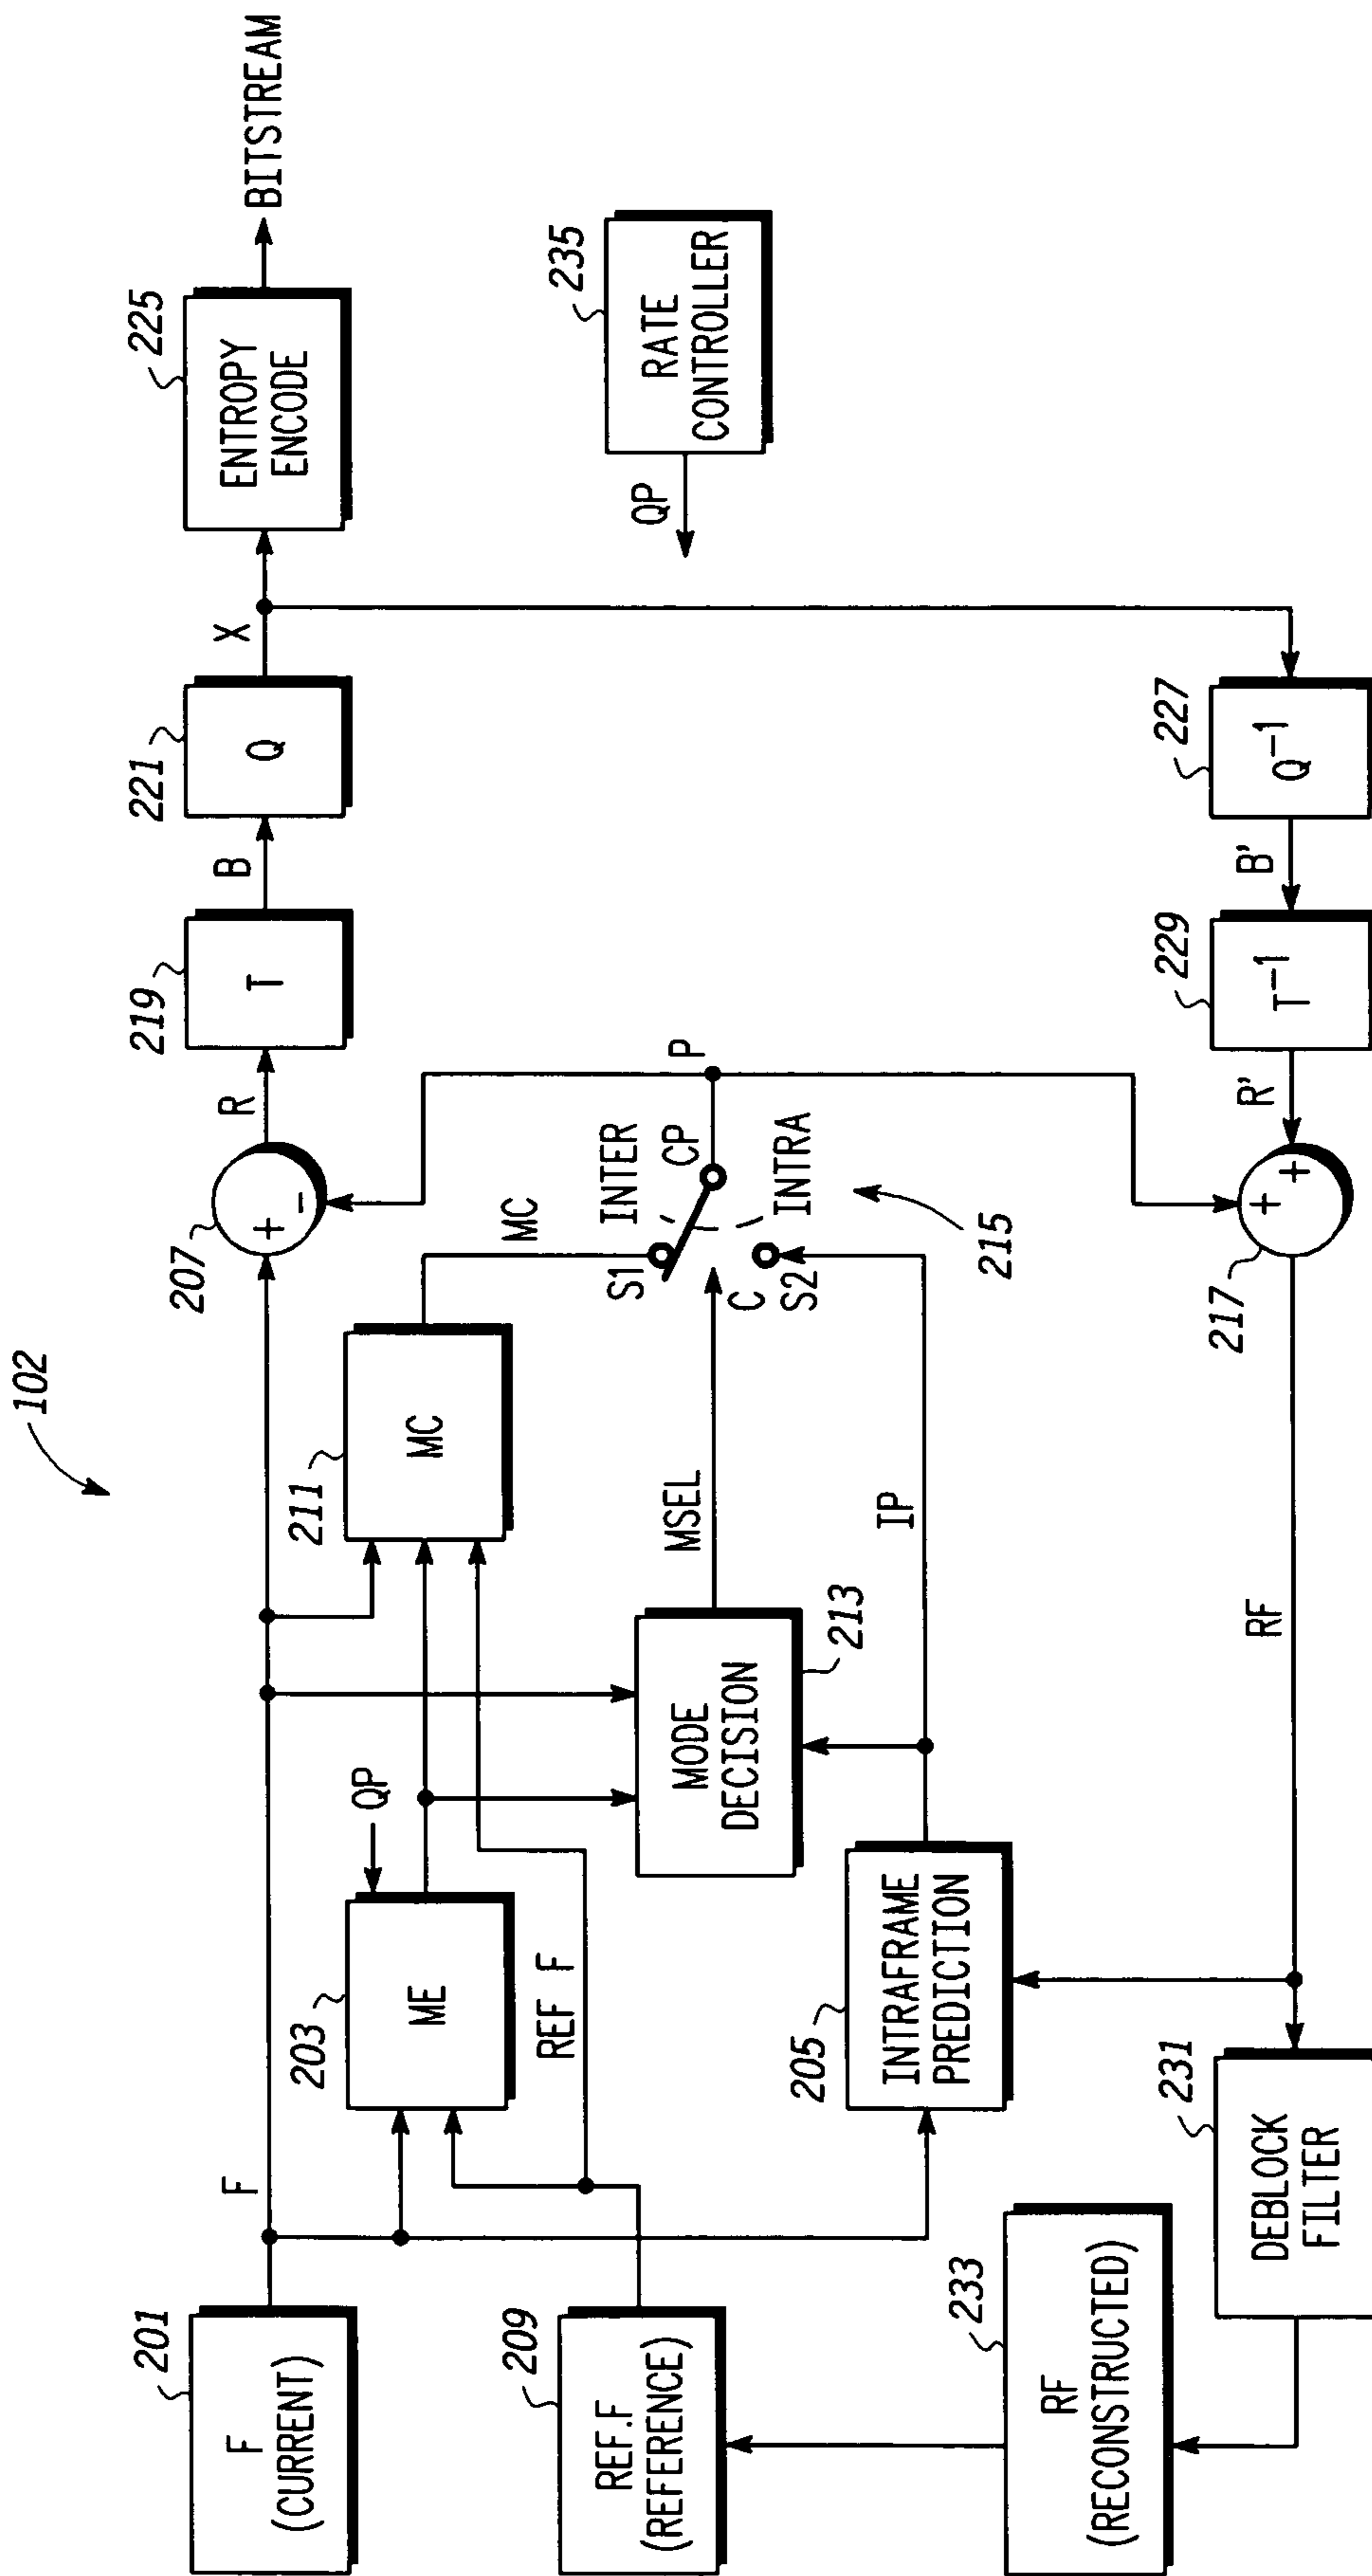 102
201
F
(CURRENT)
F
207
+
-
R
219
T
B
221
Q
X
225
ENTROPY
ENCODE
BITSTREAM
203
ME
QP
211
MC
MC
209
REF.F
(REFERENCE)
REF F
213
MODE
DECISION
MSEL
S1
INTER
CP
P
C
S2
INTRA
215
QP
235
RATE
CONTROLLER
205
INTRAFRAME
PREDICTION
IP
233
RF
(RECONSTRUCTED)
231
DEBLOCK
FILTER
RF
217
+
+
R'
229
T-1
B'
227
Q-1